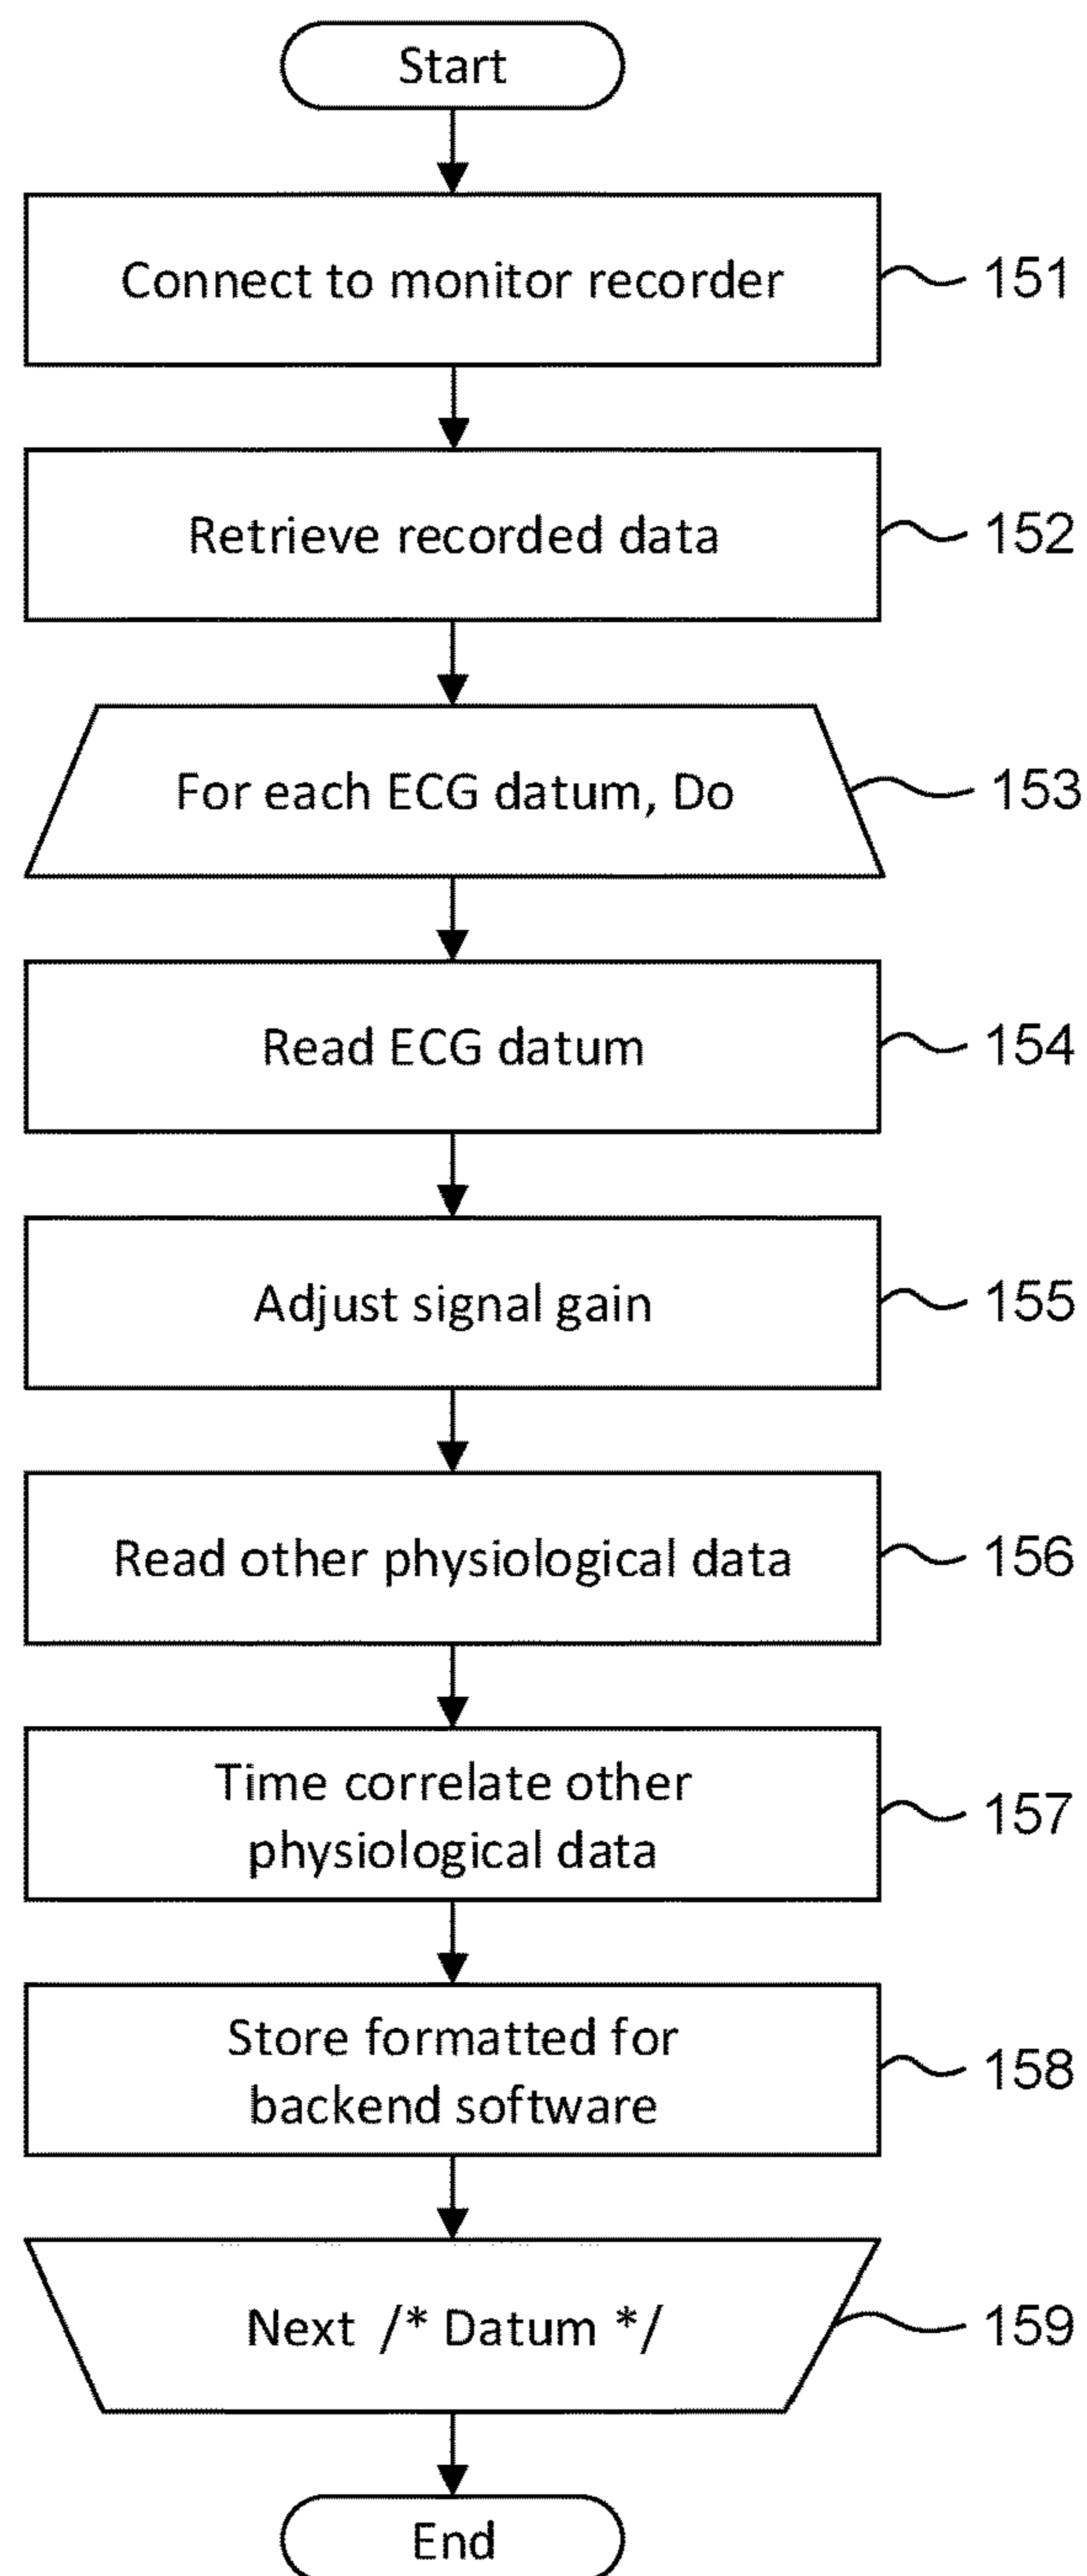 Start
Connect to monitor recorder
151
Retrieve recorded data
152
For each ECG datum, Do
153
Read ECG datum
154
Adjust signal gain
155
Read other physiological data
156
Time correlate other
physiological data
157
Store formatted for
backend software
158
Next /* Datum */
159
End